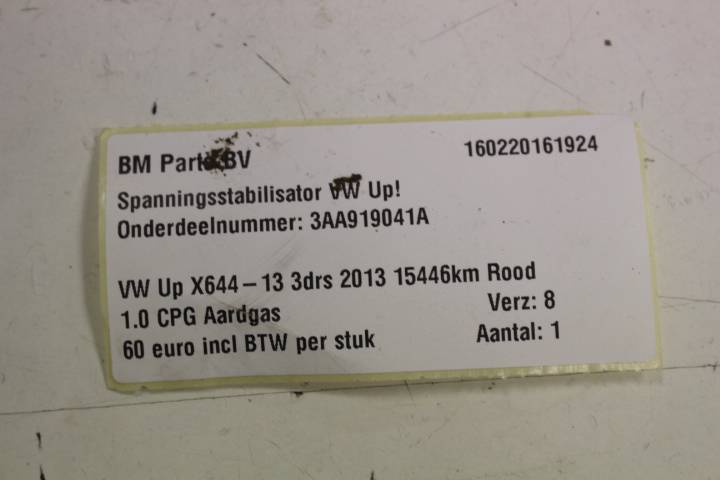 BM Parts BV 160220161924
Spanningsstabilisator VW Up!
Onderdeelnummer: 3AA919041A
VW Up X644-13 3drs 2013 15446km Rood
1.0 CPG Aardgas Verz: 8
60 euro incl BTW per stuk Aantal: 1